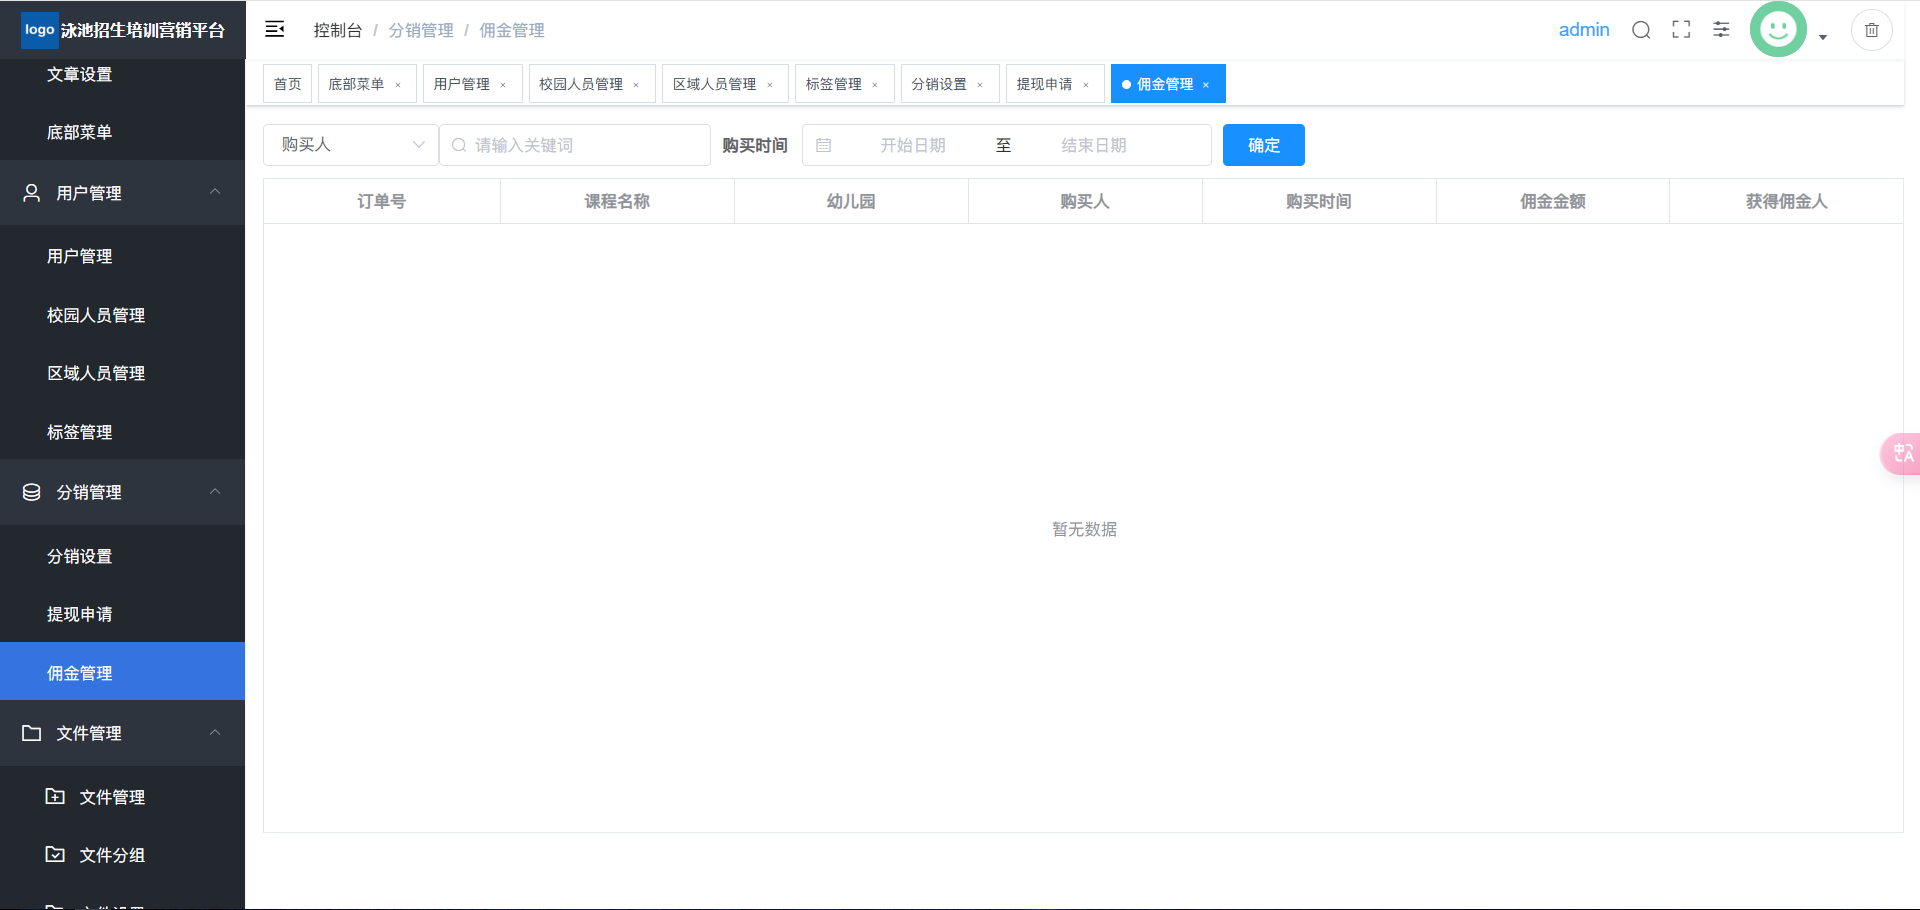 logo 泳池招生培训营销平台
文章设置
底部菜单
用户管理
用户管理
校园人员管理
区域人员管理
标签管理
分销管理
分销设置
提现申请
佣金管理
文件管理
文件管理
文件分组
控制台 / 分销管理 / 佣金管理
admin
首页 底部菜单 × 用户管理 × 校园人员管理 × 区域人员管理 × 标签管理 × 分销设置 × 提现申请 × 佣金管理 ×
购买人 请输入关键词 购买时间 开始日期 至 结束日期 确定
订单号 课程名称 幼儿园 购买人 购买时间 佣金金额 获得佣金人
暂无数据
中A